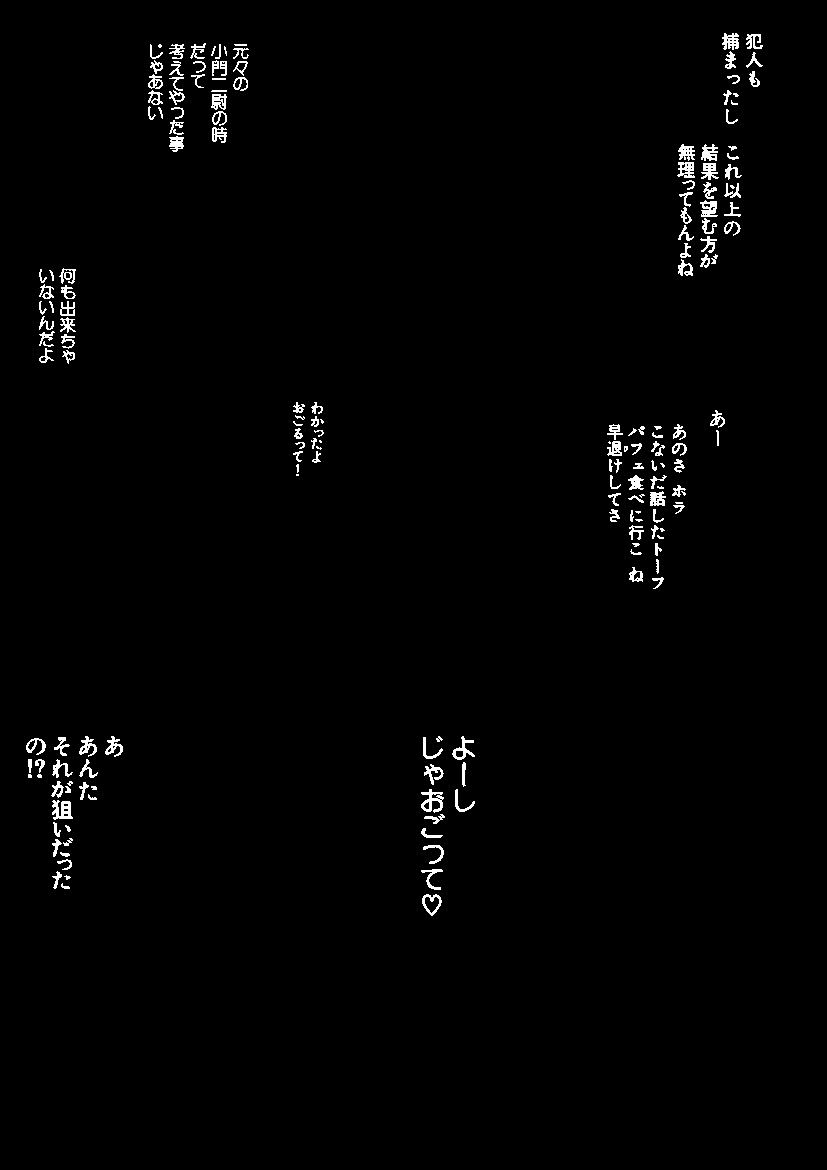 犯人も
捕まったし
これ以上の
結果を望む方が
無理ってもんよね
元々の
小門二尉の時
だって
考えてやった事
じゃあない
何も出来ちゃ
いないんだよ
あー
あのさ ホラ
こないだ話したトーフ
パフェ食べに行こ ね
早退けしてさ
わかったよ
おごるって!
よーし
じゃおごって♡
あ
あんた
それが狙いだった
の!?